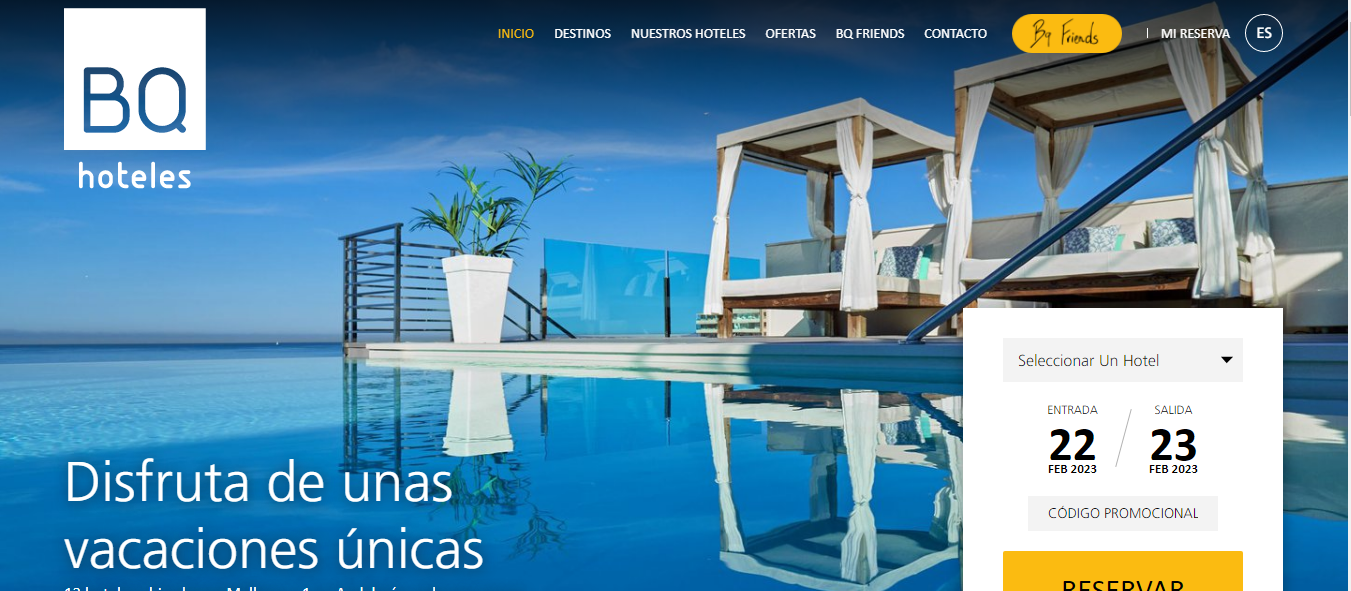 BQ
hoteles
INICIO DESTINOS NUESTROS HOTELES OFERTAS BQ FRIENDS CONTACTO Bq Friends MI RESERVA ES
Seleccionar Un Hotel
ENTRADA SALIDA
22 23
FEB 2023 FEB 2023
CÓDIGO PROMOCIONAL
RESERVAR
Disfruta de unas
vacaciones únicas